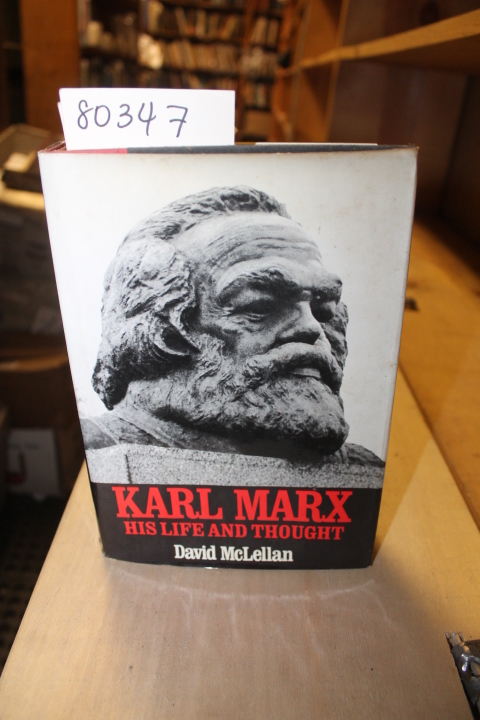 80347
KARL MARX
HIS LIFE AND THOUGHT
David McLellan